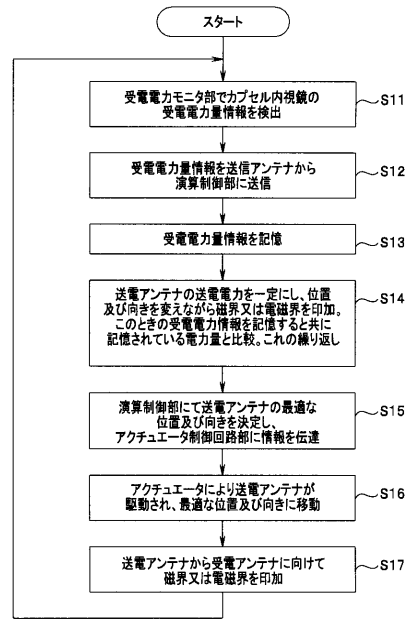 スタート
受電電力モニタ部でカプセル内視鏡の
受電電力量情報を検出
S11
受電電力量情報を送信アンテナから
演算制御部に送信
S12
受電電力量情報を記憶
S13
送電アンテナの送電電力を一定にし、位置
及び向きを変えながら磁界又は電磁界を印加。
このときの受電電力情報を記憶すると共に
記憶されている電力量と比較。これの繰り返し
S14
演算制御部にて送電アンテナの最適な
位置及び向きを決定し、
アクチュエータ制御回路部に情報を伝達
S15
アクチュエータにより送電アンテナが
駆動され、最適な位置及び向きに移動
S16
送電アンテナから受電アンテナに向けて
磁界又は電磁界を印加
S17